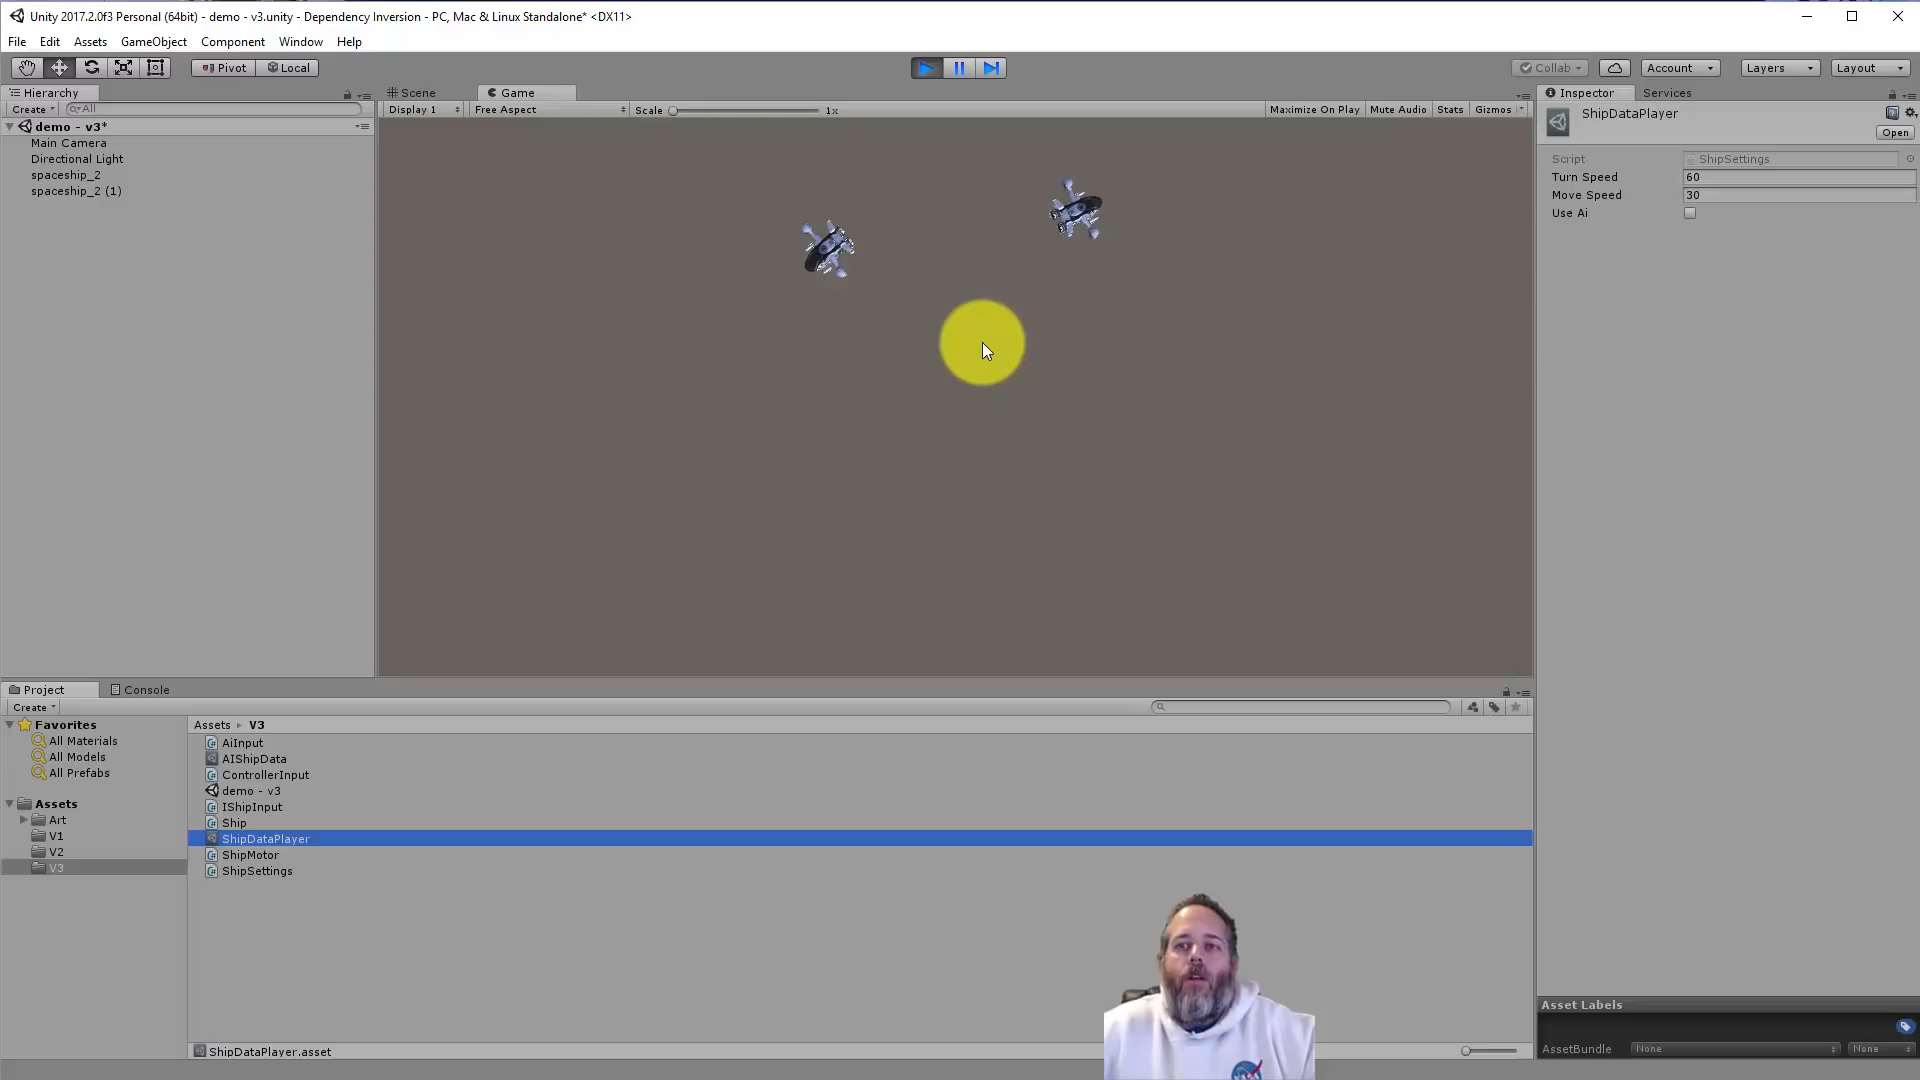 Unity 2017.2.0f3 Personal (64bit) - demo - v3.unity - Dependency Inversion - PC, Mac & Linux Standalone* <DX11>
File Edit Assets GameObject Component Window Help
Pivot Local Collab Account Layers Layout
Hierarchy Scene Game Inspector Services
Create All Display 1 Free Aspect Scale 1x Maximize On Play Mute Audio Stats Gizmos
ShipDataPlayer
Open
demo - v3*
Main Camera
Directional Light
spaceship_2
spaceship_2 (1)
Script ShipSettings
Turn Speed 60
Move Speed 30
Use Ai
Project Console
Create
Favorites
All Materials
All Models
All Prefabs
Assets
Art
V1
V2
V3
Assets V3
AiInput
AIShipData
ControllerInput
demo - v3
IShipInput
Ship
ShipDataPlayer
ShipMotor
ShipSettings
ShipDataPlayer.asset
Asset Labels
AssetBundle None None